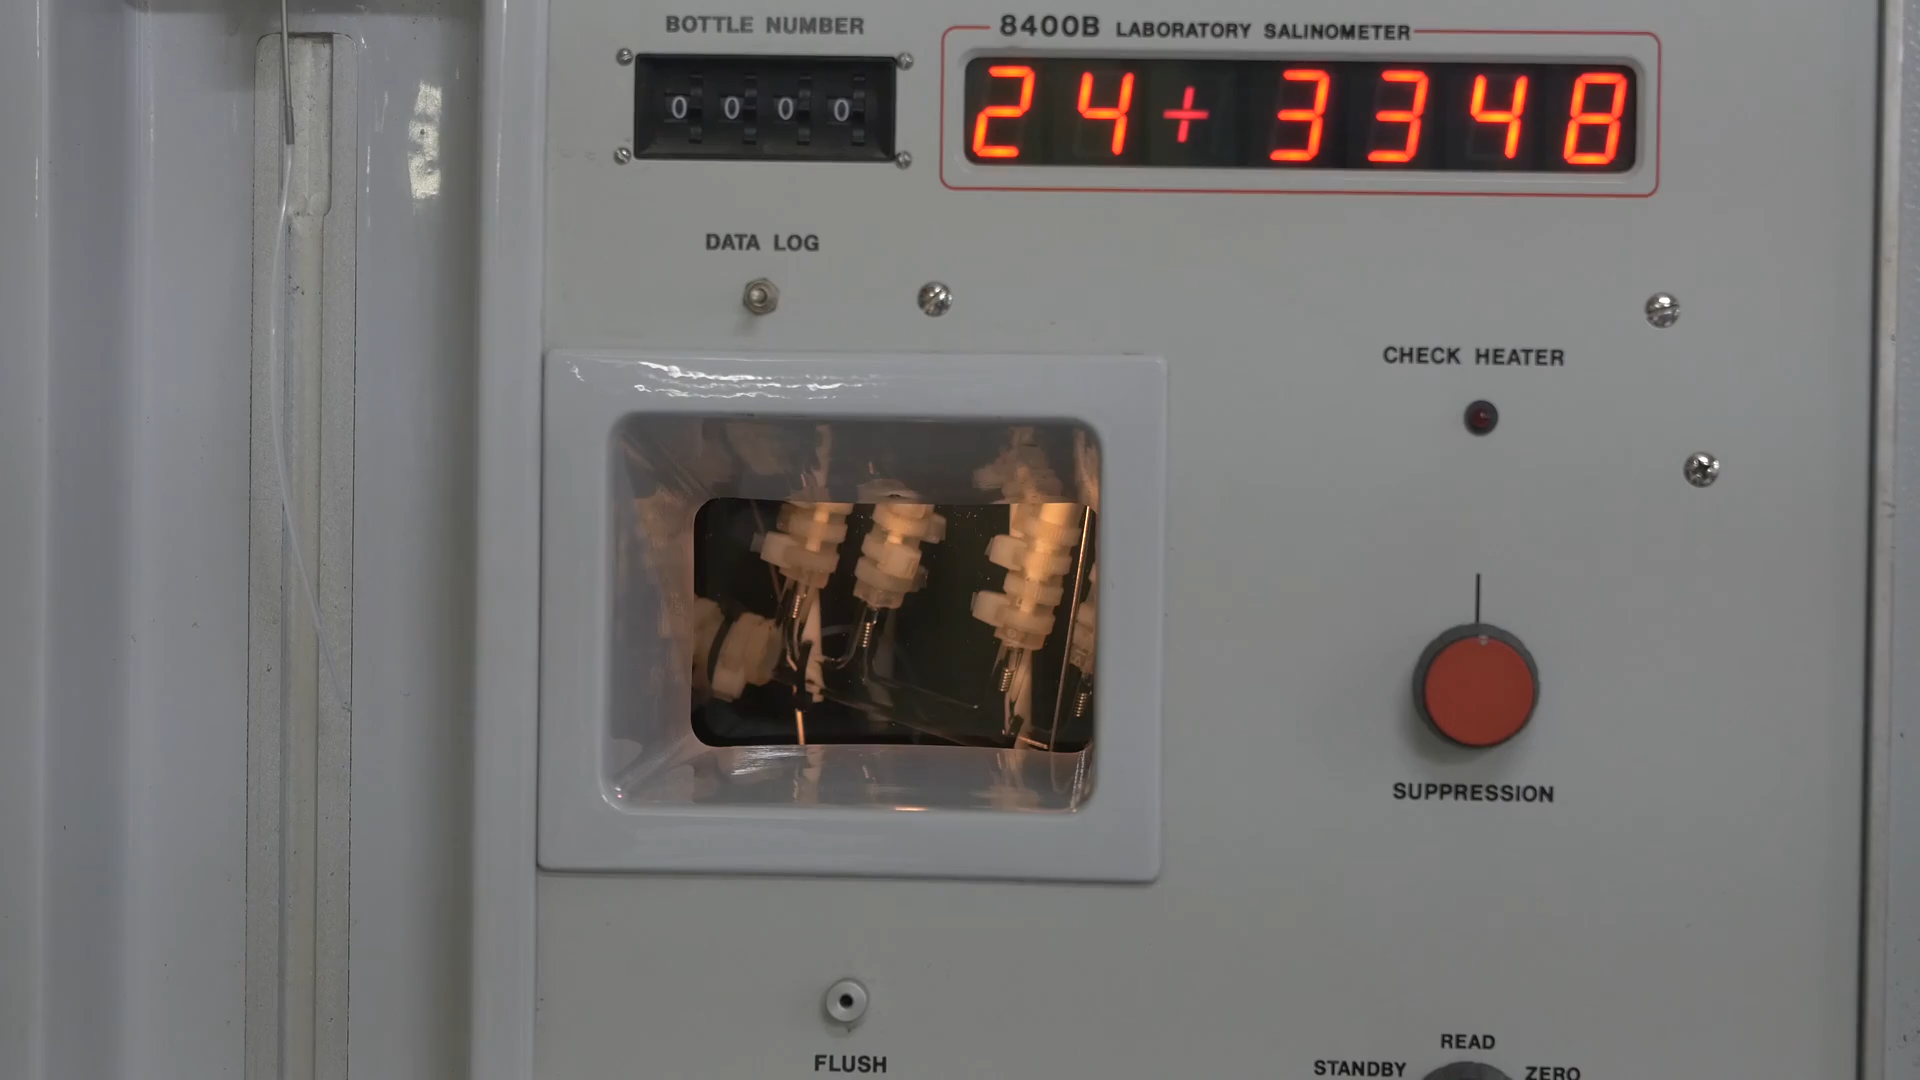 BOTTLE NUMBER
0 0 0 0
8400B LABORATORY SALINOMETER
24+ 3348
DATA LOG
CHECK HEATER
SUPPRESSION
FLUSH
READ
STANDBY
ZERO